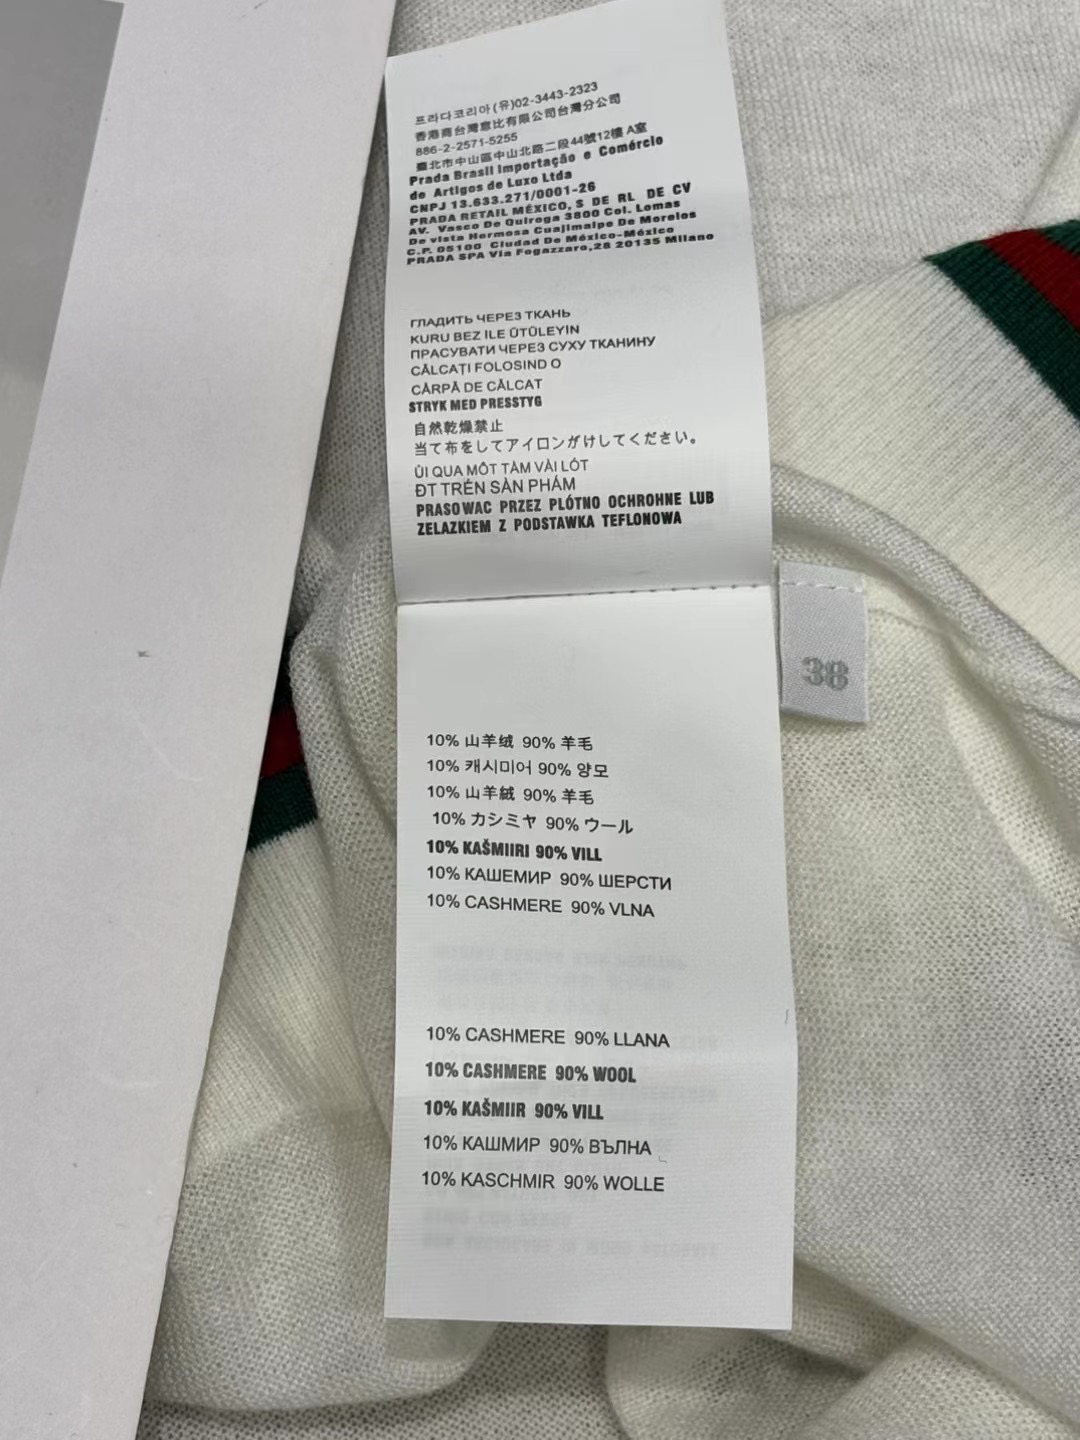 프라다코리아(유)02-3443-2323
香港商台灣意比有限公司台灣分公司
886-2-2571-5255
臺北市中山區中山北路二段44號12樓 A室
Prada Brasil Importação e Comércio
de Artigos de Luxo Ltda
CNPJ 13.633.271/0001-26
PRADA RETAIL MÉXICO, S DE RL DE CV
AV. Vasco De Quiroga 3800 Col. Lomas
De vista Hermosa Cuajimalpe De Morelos
C.P. 05100 Ciudad De México-México
PRADA SPA Via Fogazzaro,28 20135 Milano
ГЛАДИТЬ ЧЕРЕЗ ТКАНЬ
KURU BEZ ILE ÜTÜLEYIN
ПРАСУВАТИ ЧЕРЕЗ СУХУ ТКАНИНУ
CĂLCAȚI FOLOSIND O
CÂRPĂ DE CĂLCAT
STRYK MED PRESSTYG
自然乾燥禁止
当て布をしてアイロンがけしてください。
ỦI QUA MỘT TÀM VÀI LÓT
ĐT TRÊN SẢN PHÁM
PRASOWAC PRZEZ PLÓTNO OCHROHNE LUB
ZELAZKIEM Z PODSTAWKA TEFLONOWA
38
10% 山羊绒 90% 羊毛
10% 캐시미어 90% 양모
10% 山羊絨 90% 羊毛
10% カシミヤ 90% ウール
10% KAŠMIIRI 90% VILL
10% КАШЕМИР 90% ШЕРСТИ
10% CASHMERE 90% VLNA
10% CASHMERE 90% LLANA
10% CASHMERE 90% WOOL
10% KAŠMIIR 90% VILL
10% КАШМИР 90% ВЪЛНА
10% KASCHMIR 90% WOLLE